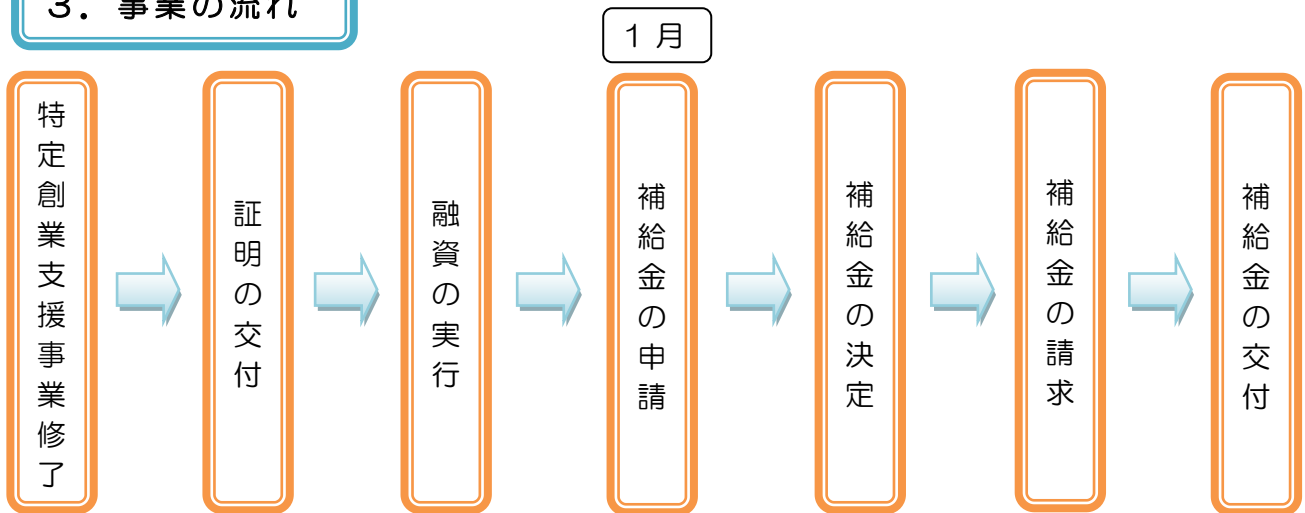 ３．事業の流れ
１月
特定創業支援事業修了
証明の交付
融資の実行
補給金の申請
補給金の決定
補給金の請求
補給金の交付